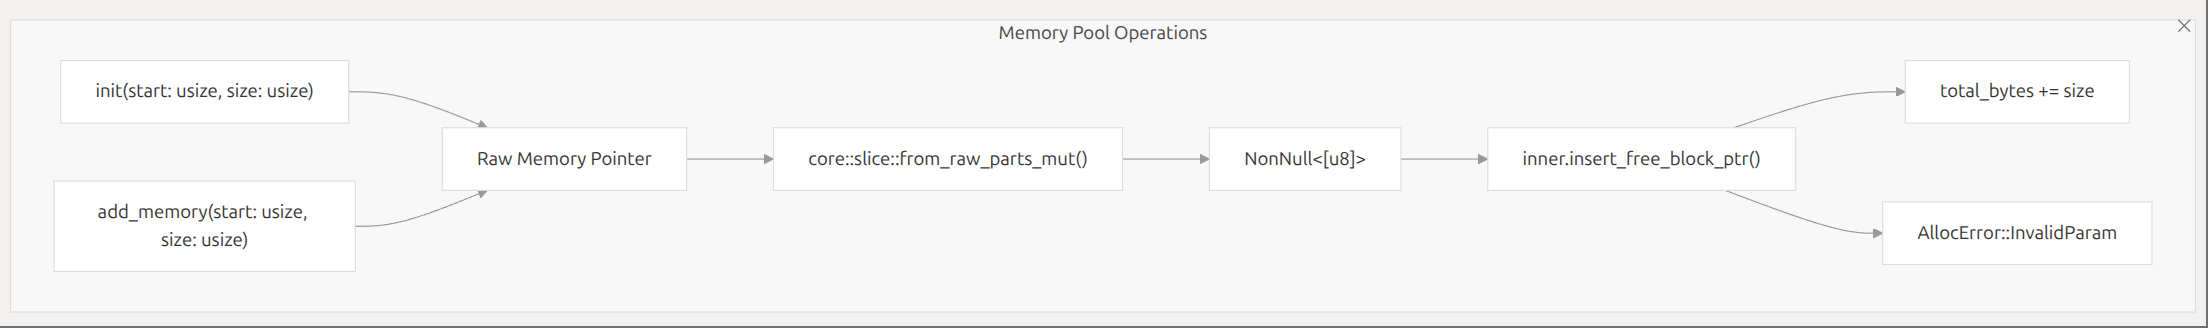 Memory Pool Operations
init(start: usize, size: usize)
add_memory(start: usize,
size: usize)
Raw Memory Pointer
core::slice::from_raw_parts_mut()
NonNull<[u8]>
inner.insert_free_block_ptr()
total_bytes += size
AllocError::InvalidParam